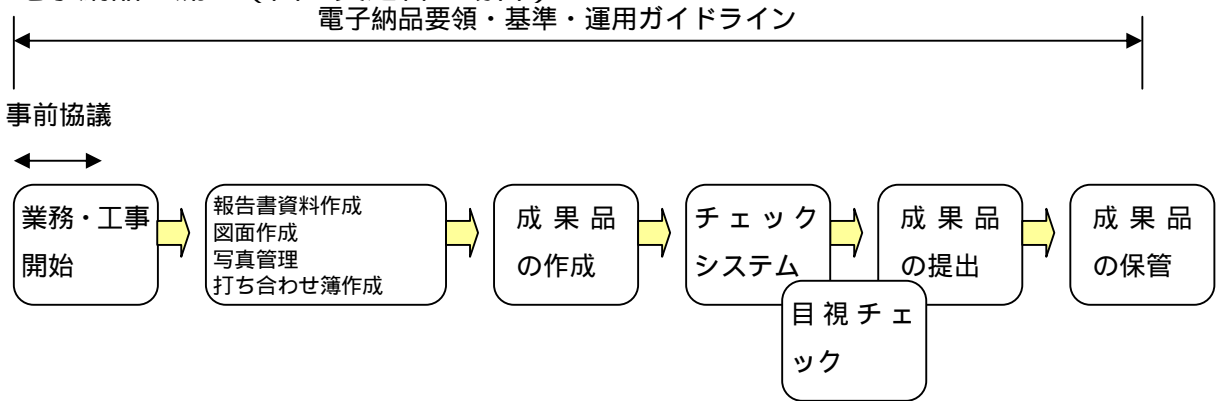 電子納品要領・基準・運用ガイドライン
事前協議
業務・工事
開始
報告書資料作成
図面作成
写真管理
打ち合わせ簿作成
成果品
の作成
チェック
システム
目視チェ
ック
成果品
の提出
成果品
の保管